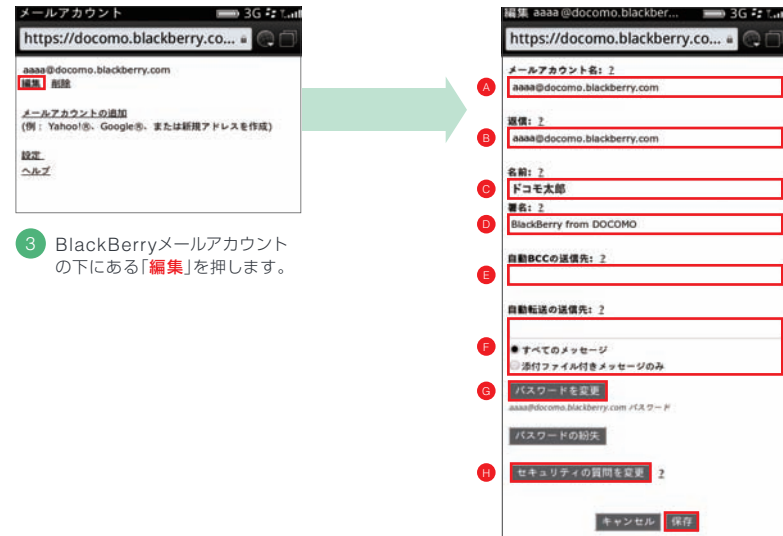 メールアカウント 3G
https://docomo.blackberry.co...
aaaa@docomo.blackberry.com
編集 削除
メールアカウントの追加
(例： Yahoo!®、Google®、または新規アドレスを作成)
設定
ヘルプ
3 BlackBerryメールアカウント
の下にある「編集」を押します。
編集 aaaa@docomo.blackber... 3G
https://docomo.blackberry.co...
メールアカウント名: ?
A aaaa@docomo.blackberry.com
返信: ?
B aaaa@docomo.blackberry.com
名前: ?
C ドコモ太郎
署名: ?
D BlackBerry from DOCOMO
自動BCCの送信先: ?
E
自動転送の送信先: ?
F
すべてのメッセージ
添付ファイル付きメッセージのみ
G パスワードを変更
aaaa@docomo.blackberry.com パスワード
パスワードの紛失
H セキュリティの質問を変更 ?
キャンセル 保存